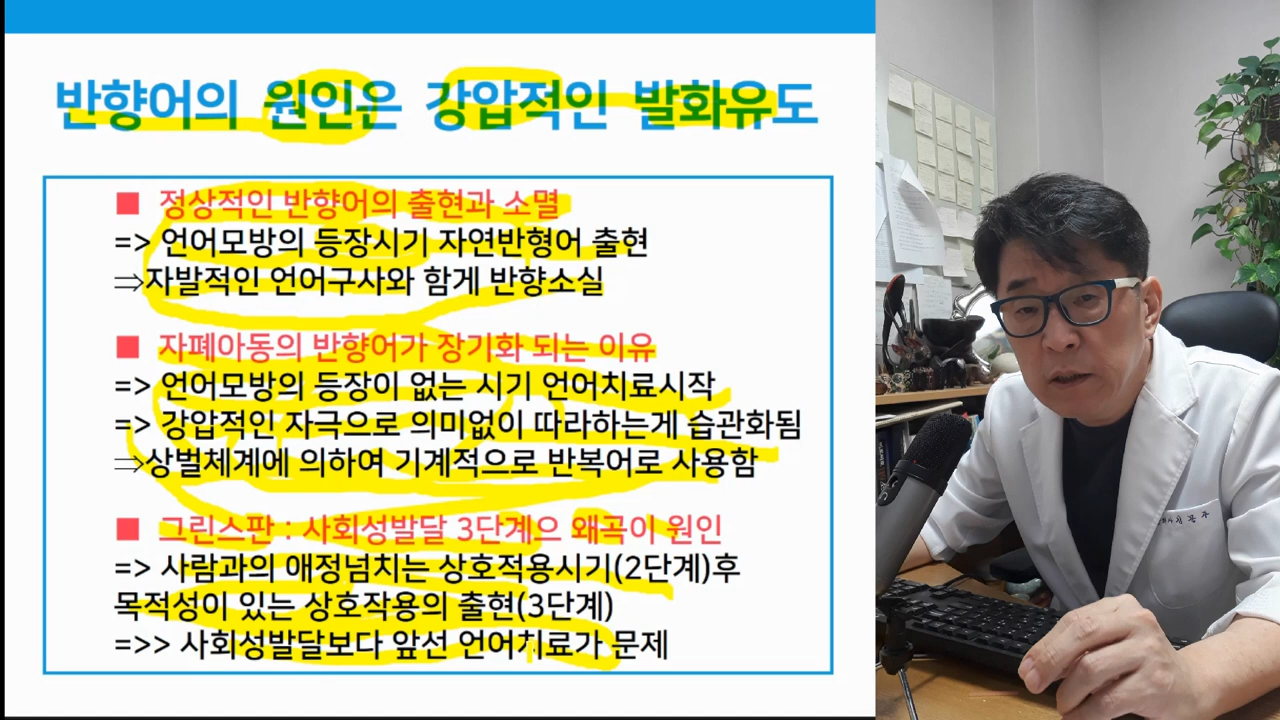 반향어의 원인은 강압적인 발화유도
■ 정상적인 반향어의 출현과 소멸
=> 언어모방의 등장시기 자연반형어 출현
⇒자발적인 언어구사와 함게 반향소실
■ 자폐아동의 반향어가 장기화 되는 이유
=> 언어모방의 등장이 없는 시기 언어치료시작
=> 강압적인 자극으로 의미없이 따라하는게 습관화됨
⇒상벌체계에 의하여 기계적으로 반복어로 사용함
■ 그린스판 : 사회성발달 3단계으 왜곡이 원인
=> 사람과의 애정넘치는 상호적용시기(2단계)후
목적성이 있는 상호작용의 출현(3단계)
=>> 사회성발달보다 앞선 언어치료가 문제